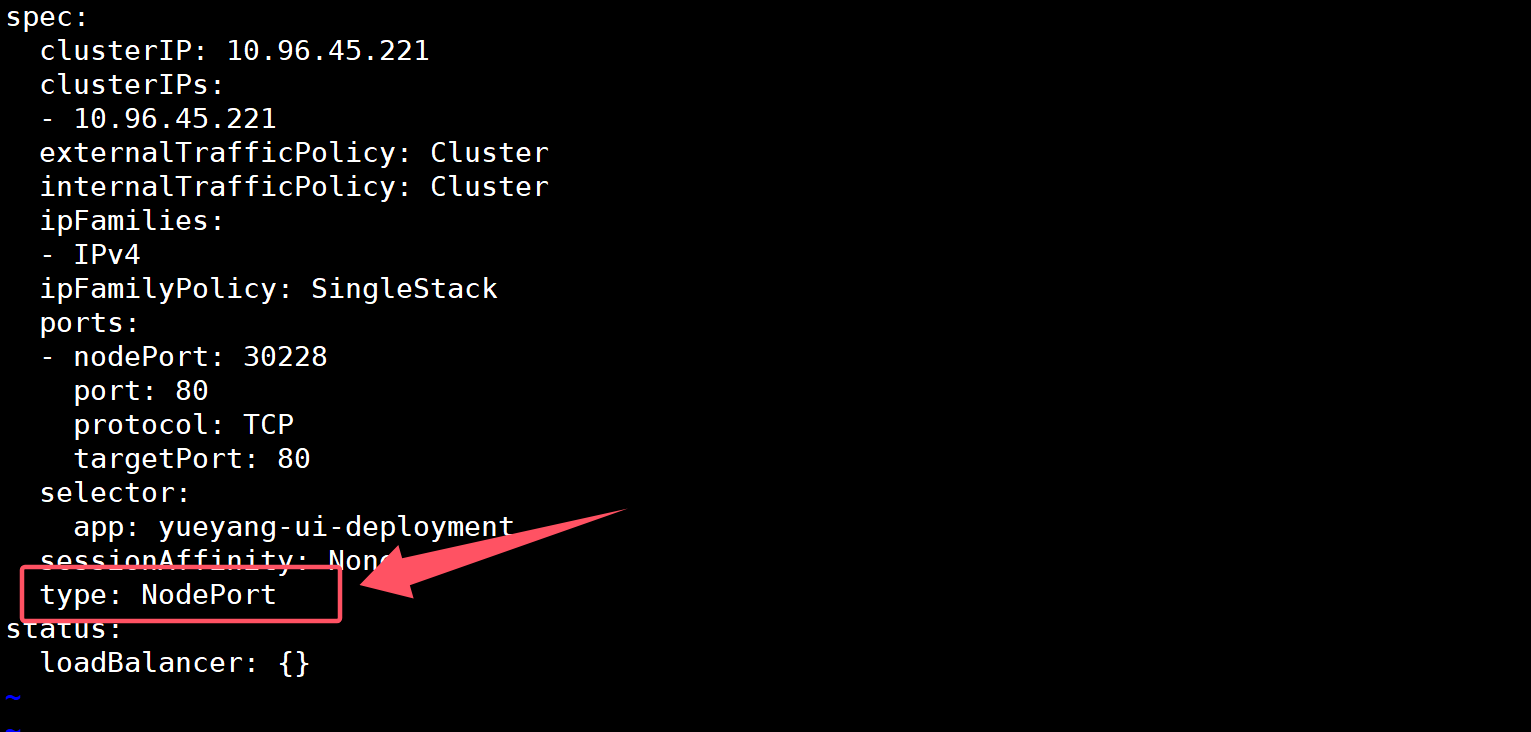 spec:
  clusterIP: 10.96.45.221
  clusterIPs:
  - 10.96.45.221
  externalTrafficPolicy: Cluster
  internalTrafficPolicy: Cluster
  ipFamilies:
  - IPv4
  ipFamilyPolicy: SingleStack
  ports:
  - nodePort: 30228
    port: 80
    protocol: TCP
    targetPort: 80
  selector:
    app: yueyang-ui-deployment
  sessionAffinity: None
  type: NodePort
status:
  loadBalancer: {}
~
~